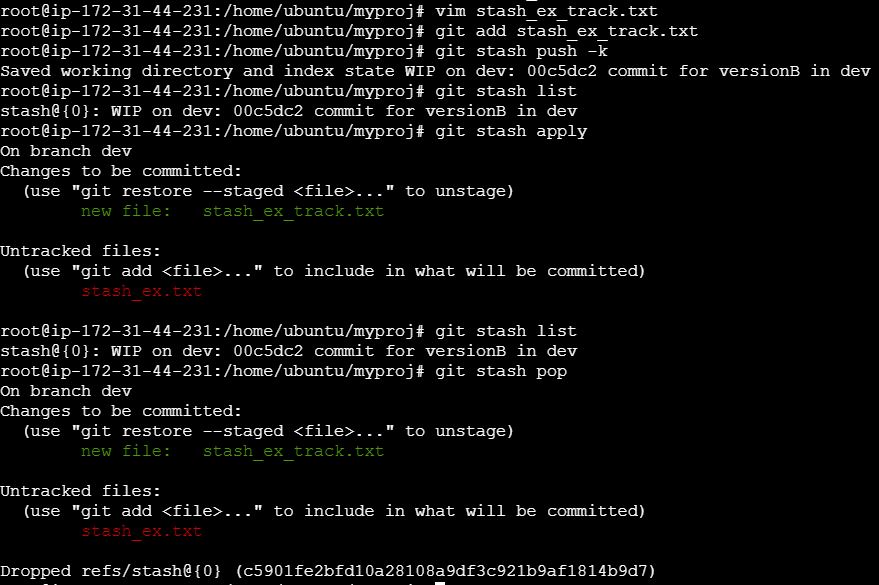 root@ip-172-31-44-231:/home/ubuntu/myproj# vim stash_ex_track.txt
root@ip-172-31-44-231:/home/ubuntu/myproj# git add stash_ex_track.txt
root@ip-172-31-44-231:/home/ubuntu/myproj# git stash push -k
Saved working directory and index state WIP on dev: 00c5dc2 commit for versionB in dev
root@ip-172-31-44-231:/home/ubuntu/myproj# git stash list
stash@{0}: WIP on dev: 00c5dc2 commit for versionB in dev
root@ip-172-31-44-231:/home/ubuntu/myproj# git stash apply
On branch dev
Changes to be committed:
  (use "git restore --staged <file>..." to unstage)
        new file:   stash_ex_track.txt

Untracked files:
  (use "git add <file>..." to include in what will be committed)
        stash_ex.txt

root@ip-172-31-44-231:/home/ubuntu/myproj# git stash list
stash@{0}: WIP on dev: 00c5dc2 commit for versionB in dev
root@ip-172-31-44-231:/home/ubuntu/myproj# git stash pop
On branch dev
Changes to be committed:
  (use "git restore --staged <file>..." to unstage)
        new file:   stash_ex_track.txt

Untracked files:
  (use "git add <file>..." to include in what will be committed)
        stash_ex.txt

Dropped refs/stash@{0} (c5901fe2bfd10a28108a9df3c921b9af1814b9d7)